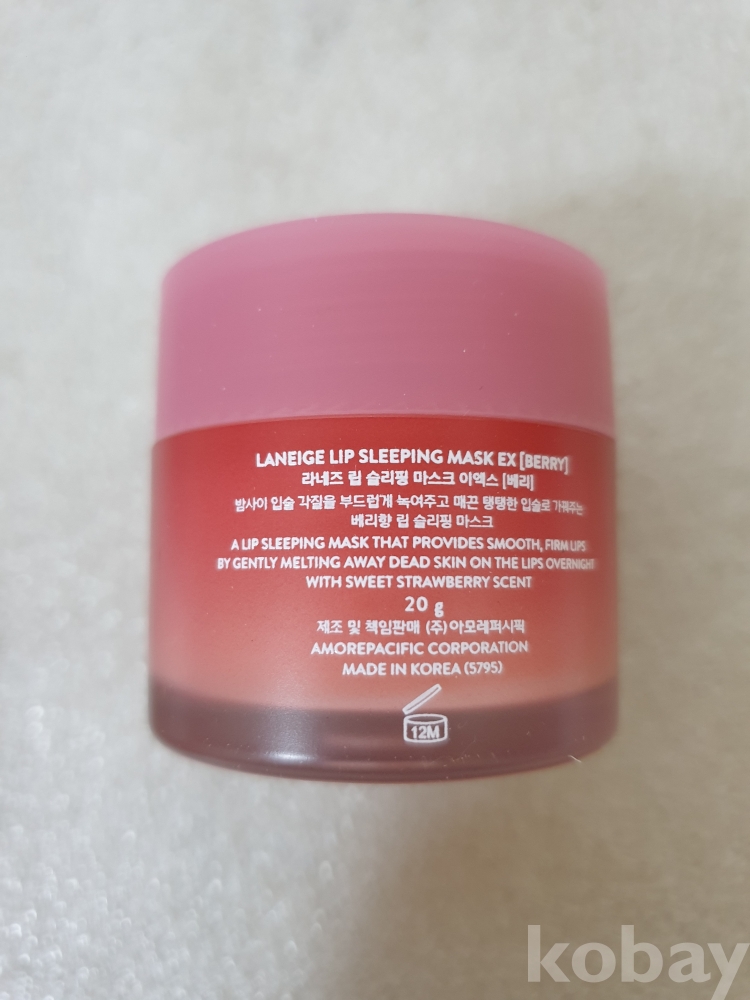 LANEIGE LIP SLEEPING MASK EX [BERRY]
라네즈 립 슬리핑 마스크 이엑스 [베리]
밤사이 입술 각질을 부드럽게 녹여주고 매끈 탱탱한 입술로 가꿔주는
베리향 립 슬리핑 마스크
A LIP SLEEPING MASK THAT PROVIDES SMOOTH, FIRM LIPS
BY GENTLY MELTING AWAY DEAD SKIN ON THE LIPS OVERNIGHT
WITH SWEET STRAWBERRY SCENT
20 g
제조 및 책임판매 (주)아모레퍼시픽
AMOREPACIFIC CORPORATION
MADE IN KOREA (5795)
12M
kobay